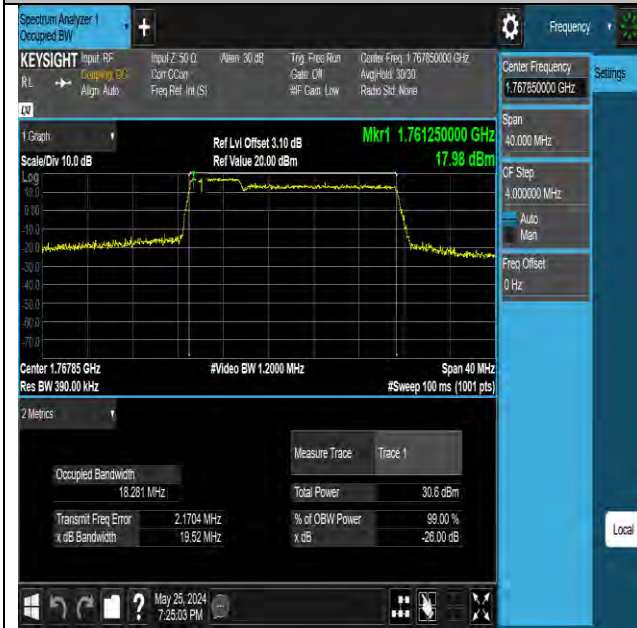 Spectrum Analyzer 1
Occupied BW
+
Frequency
KEYSIGHT
RL
LXI
Input: RF
Coupling: DC
Align: Auto
Input Z: 50 Ω
Corr CCorr
Freq Ref: Int (S)
Atten: 30 dB
Trig: Free Run
Gate: Off
#IF Gain: Low
Center Freq: 1.767850000 GHz
Avg|Hold: 30/30
Radio Std: None
Center Frequency
1.767850000 GHz
Settings
Span
40.000 MHz
CF Step
4.000000 MHz
Auto
Man
Freq Offset
0 Hz
1 Graph
Scale/Div 10.0 dB
Ref Lvl Offset 3.10 dB
Ref Value 20.00 dBm
Mkr1 1.761250000 GHz
17.98 dBm
Log
10.0
0.00
-10.0
-20.0
-30.0
-40.0
-50.0
-60.0
-70.0
1
Center 1.76785 GHz
Res BW 390.00 kHz
#Video BW 1.2000 MHz
Span 40 MHz
#Sweep 100 ms (1001 pts)
2 Metrics
Measure Trace Trace 1
Occupied Bandwidth
18.281 MHz
Total Power 30.6 dBm
Transmit Freq Error 2.1704 MHz
% of OBW Power 99.00 %
x dB Bandwidth 19.52 MHz
x dB -26.00 dB
Local
?
May 25, 2024
7:25:03 PM